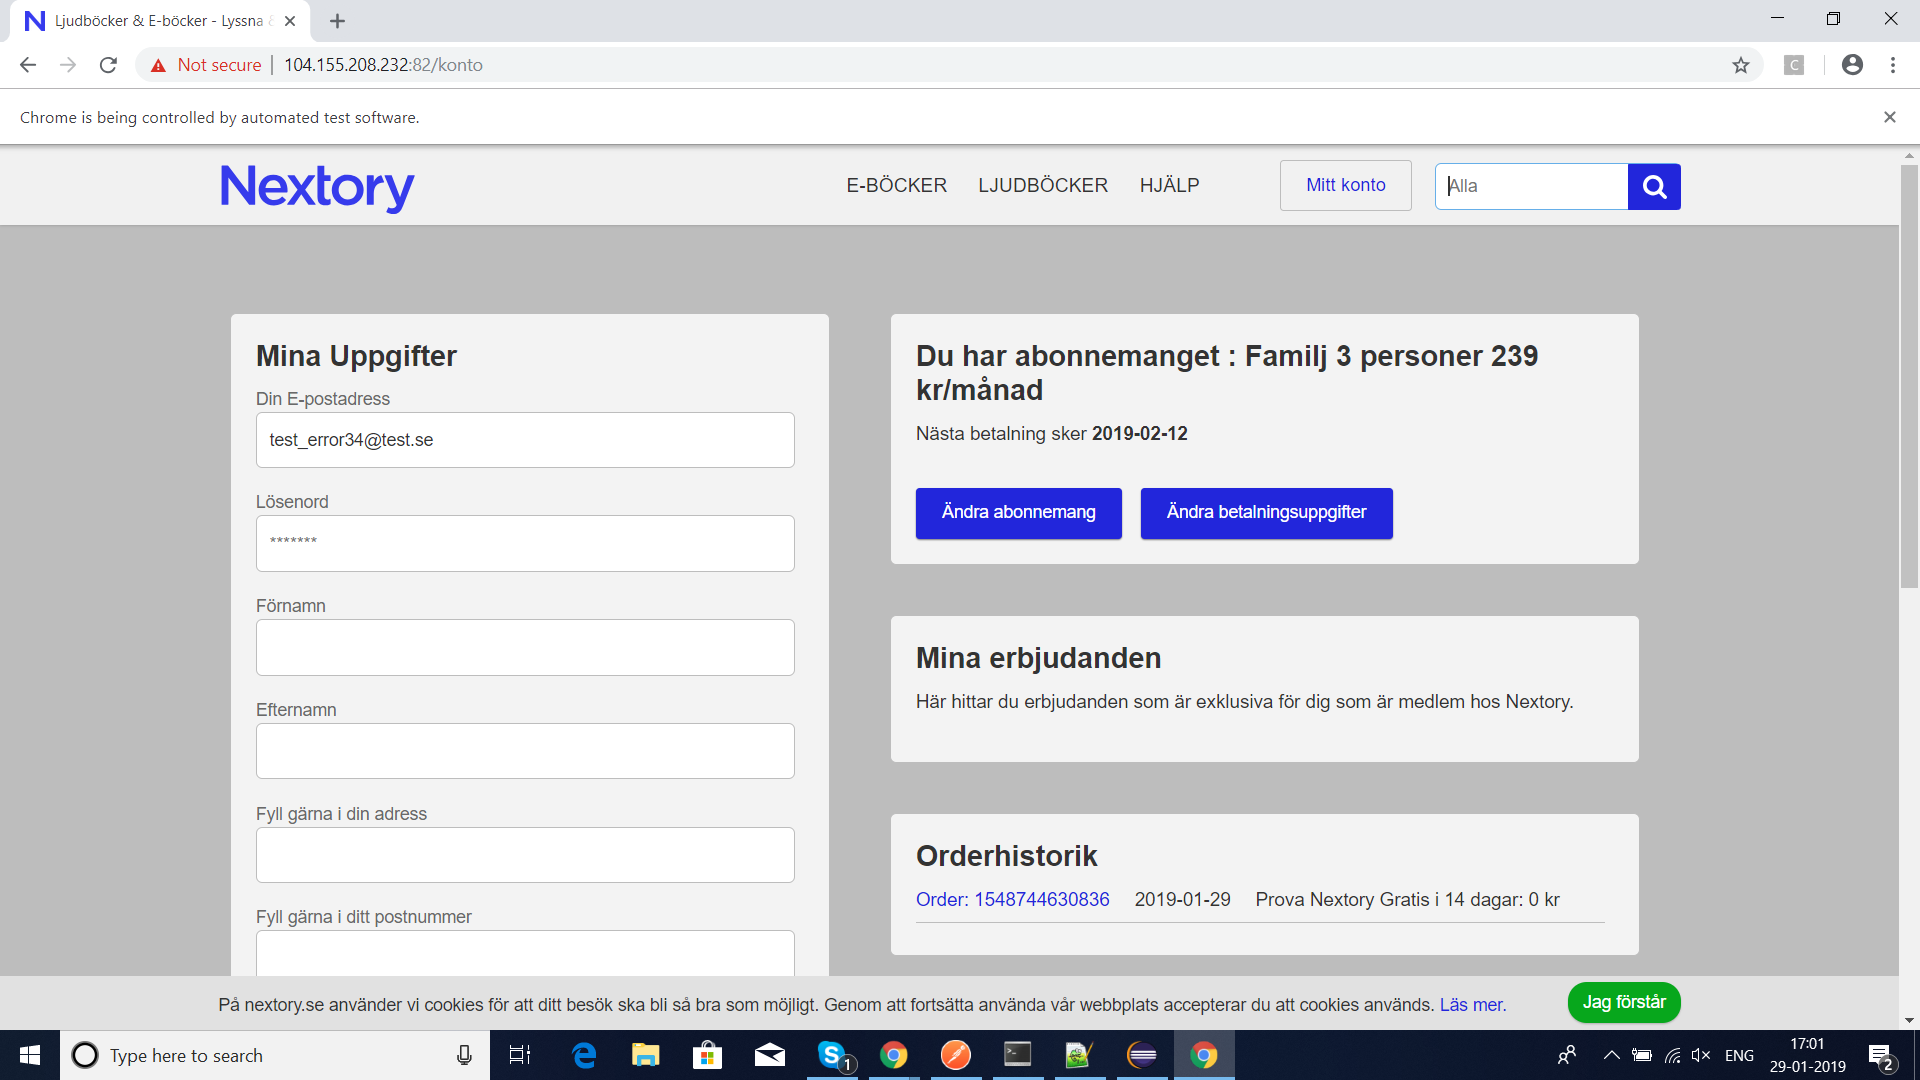 Ljudböcker & E-böcker - Lyssna &
Not secure
104.155.208.232:82/konto
C
Chrome is being controlled by automated test software.
Nextory
E-BÖCKER LJUDBÖCKER HJÄLP
Mitt konto
Alla
Mina Uppgifter
Din E-postadress
test_error34@test.se
Lösenord
*******
Förnamn
Efternamn
Fyll gärna i din adress
Fyll gärna i ditt postnummer
Du har abonnemanget : Familj 3 personer 239
kr/månad
Nästa betalning sker 2019-02-12
Ändra abonnemang
Ändra betalningsuppgifter
Mina erbjudanden
Här hittar du erbjudanden som är exklusiva för dig som är medlem hos Nextory.
Orderhistorik
Order: 1548744630836 2019-01-29 Prova Nextory Gratis i 14 dagar: 0 kr
På nextory.se använder vi cookies för att ditt besök ska bli så bra som möjligt. Genom att fortsätta använda vår webbplats accepterar du att cookies används. Läs mer.
Jag förstår
Type here to search
1
ENG
17:01
29-01-2019
2